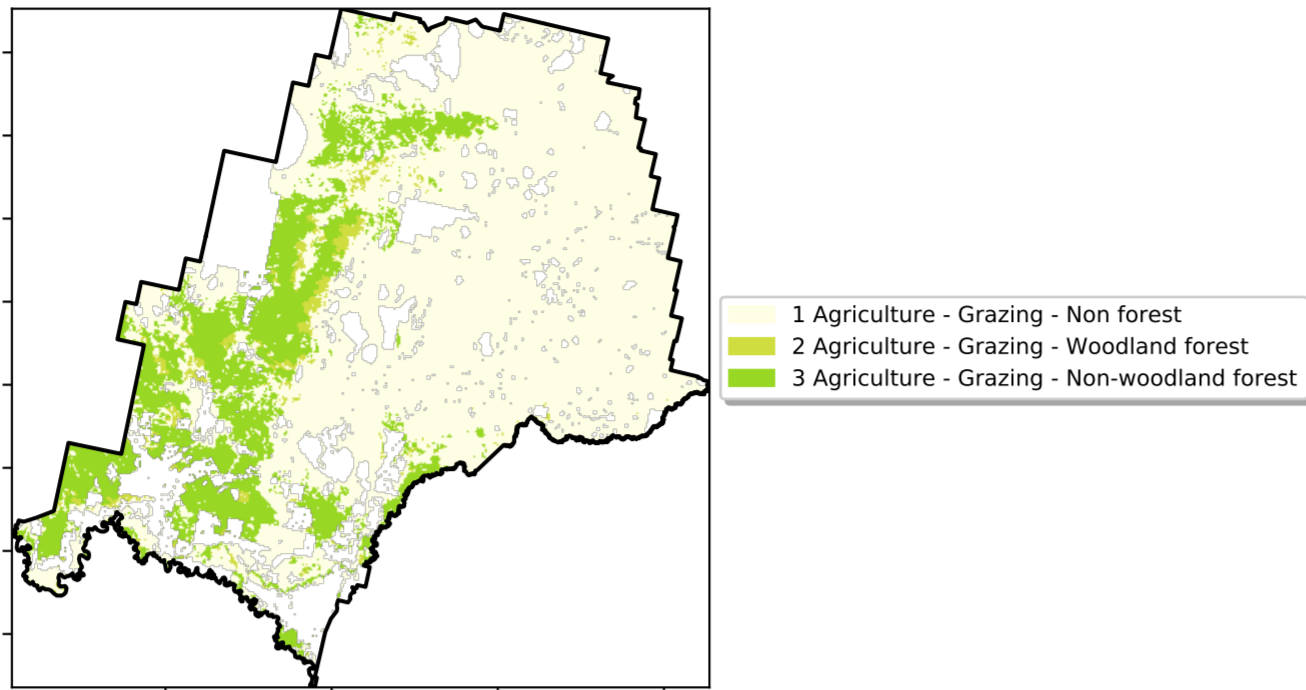 1 Agriculture - Grazing - Non forest
2 Agriculture - Grazing - Woodland forest
3 Agriculture - Grazing - Non-woodland forest